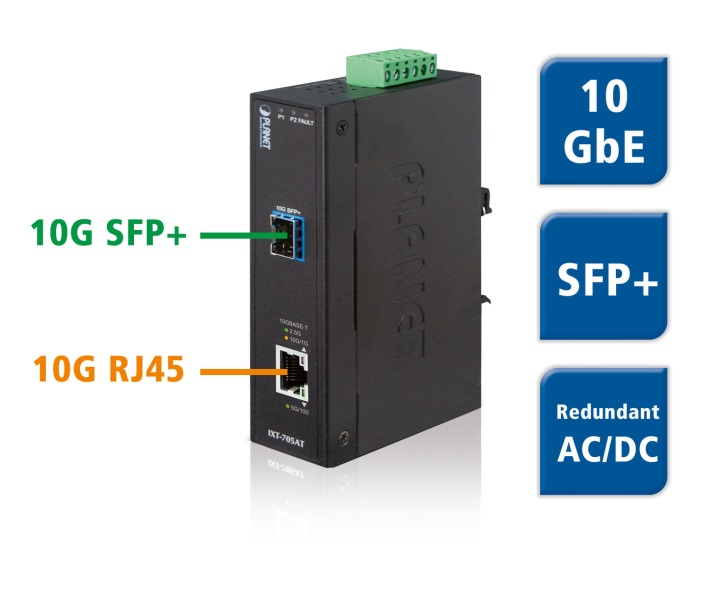 PLANET
P1 P2 FAULT
10G SFP+
10G SFP+
10GBASE-T
2.5G
10G/1G
10G RJ45
5G/100
IXT-705AT
PLANET
10
GbE
SFP+
Redundant
AC/DC